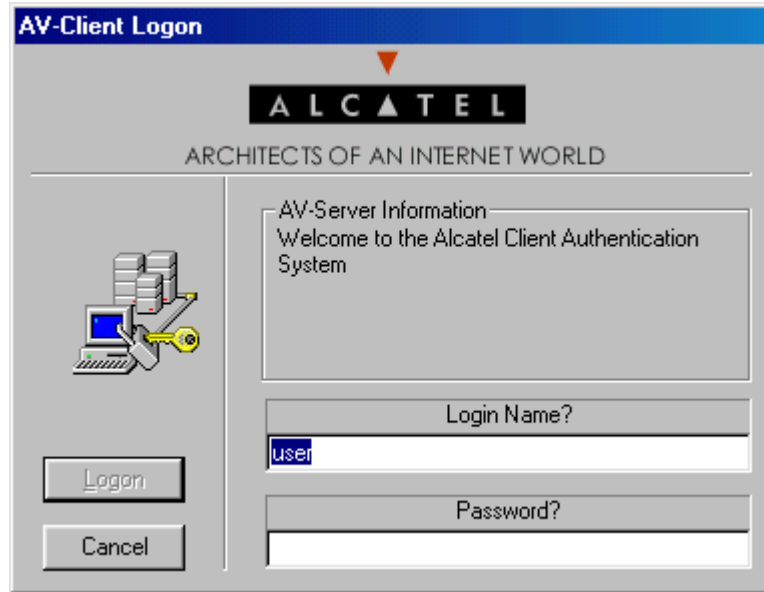 AV-Client Logon
ALCATEL
ARCHITECTS OF AN INTERNET WORLD
AV-Server Information
Welcome to the Alcatel Client Authentication
System
Login Name?
user
Logon
Password?
Cancel